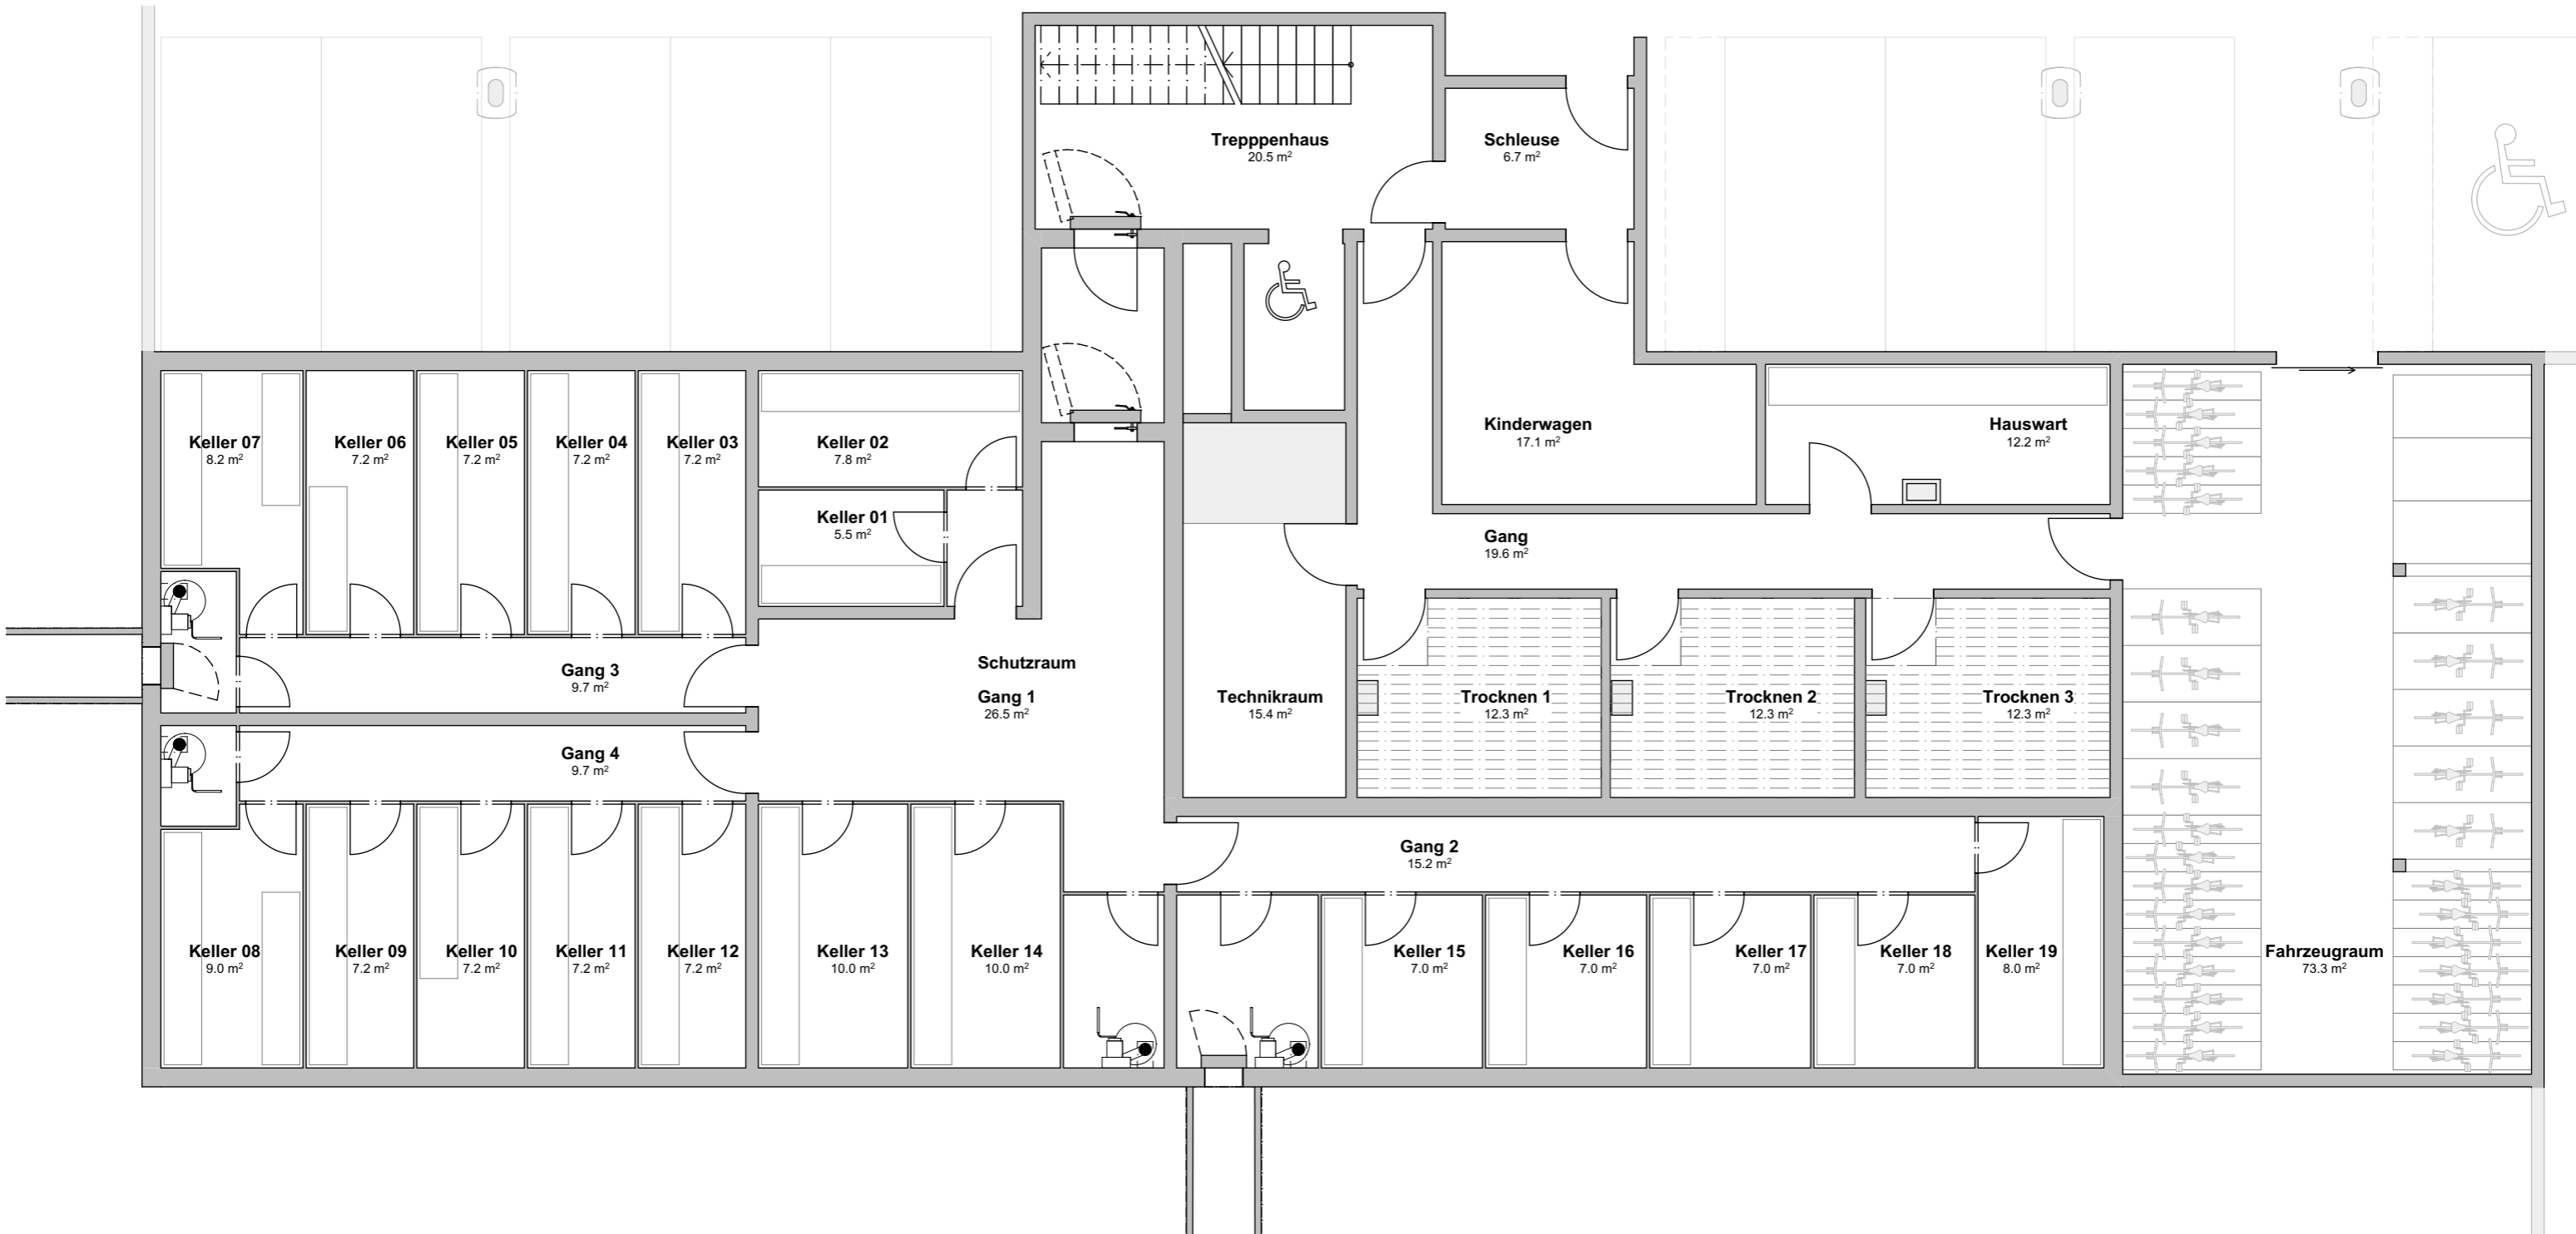 Trepppenhaus
20.5 m²
Schleuse
6.7 m²
Keller 07
8.2 m²
Keller 06
7.2 m²
Keller 05
7.2 m²
Keller 04
7.2 m²
Keller 03
7.2 m²
Keller 02
7.8 m²
Kinderwagen
17.1 m²
Hauswart
12.2 m²
Keller 01
5.5 m²
Gang
19.6 m²
Gang 3
9.7 m²
Schutzraum
Gang 1
26.5 m²
Technikraum
15.4 m²
Trocknen 1
12.3 m²
Trocknen 2
12.3 m²
Trocknen 3
12.3 m²
Gang 4
9.7 m²
Gang 2
15.2 m²
Keller 08
9.0 m²
Keller 09
7.2 m²
Keller 10
7.2 m²
Keller 11
7.2 m²
Keller 12
7.2 m²
Keller 13
10.0 m²
Keller 14
10.0 m²
Keller 15
7.0 m²
Keller 16
7.0 m²
Keller 17
7.0 m²
Keller 18
7.0 m²
Keller 19
8.0 m²
Fahrzeugraum
73.3 m²